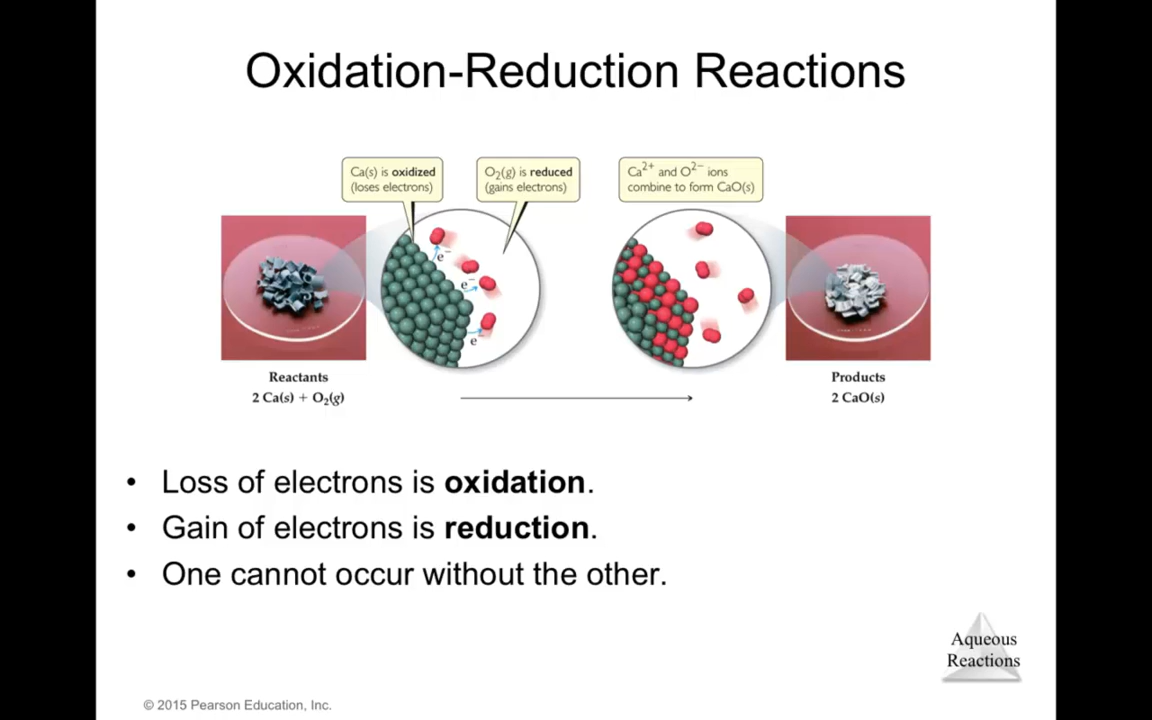 Oxidation-Reduction Reactions
Ca(s) is oxidized
(loses electrons)
O₂(g) is reduced
(gains electrons)
Ca²⁺ and O²⁻ ions
combine to form CaO(s)
e⁻
e⁻
e⁻
Reactants
2 Ca(s) + O₂(g)
Products
2 CaO(s)
• Loss of electrons is oxidation.
• Gain of electrons is reduction.
• One cannot occur without the other.
Aqueous
Reactions
© 2015 Pearson Education, Inc.